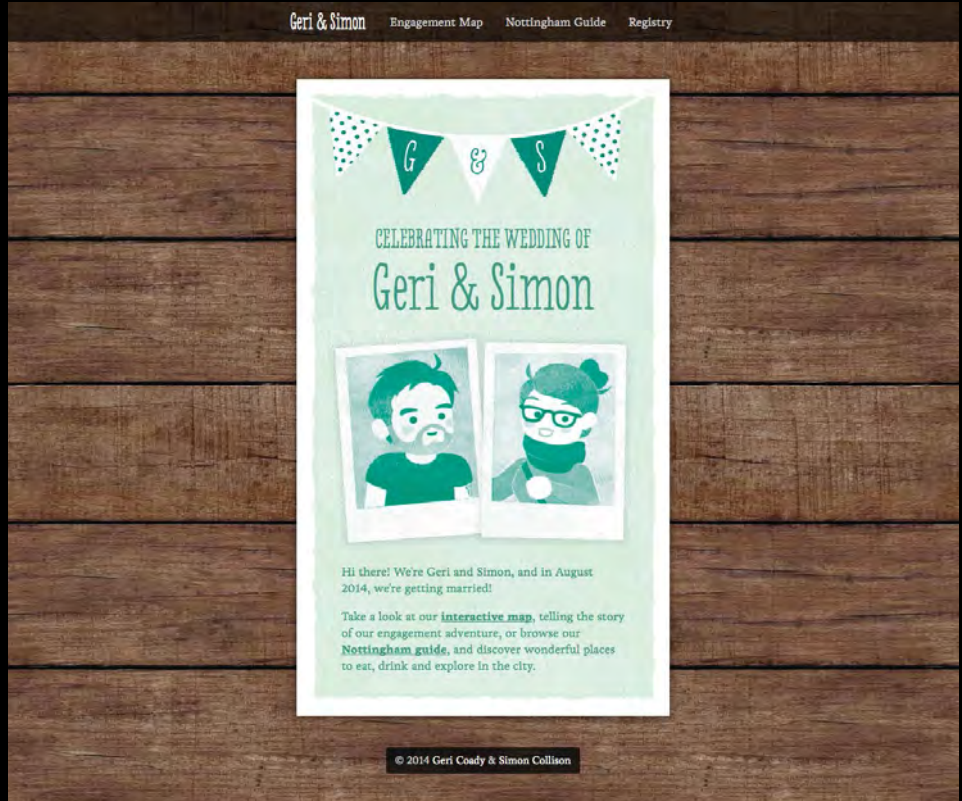 Geri & Simon Engagement Map Nottingham Guide Registry
G & S
CELEBRATING THE WEDDING OF
Geri & Simon
Hi there! We're Geri and Simon, and in August
2014, we're getting married!
Take a look at our interactive map, telling the story
of our engagement adventure, or browse our
Nottingham guide, and discover wonderful places
to eat, drink and explore in the city.
© 2014 Geri Coady & Simon Collison